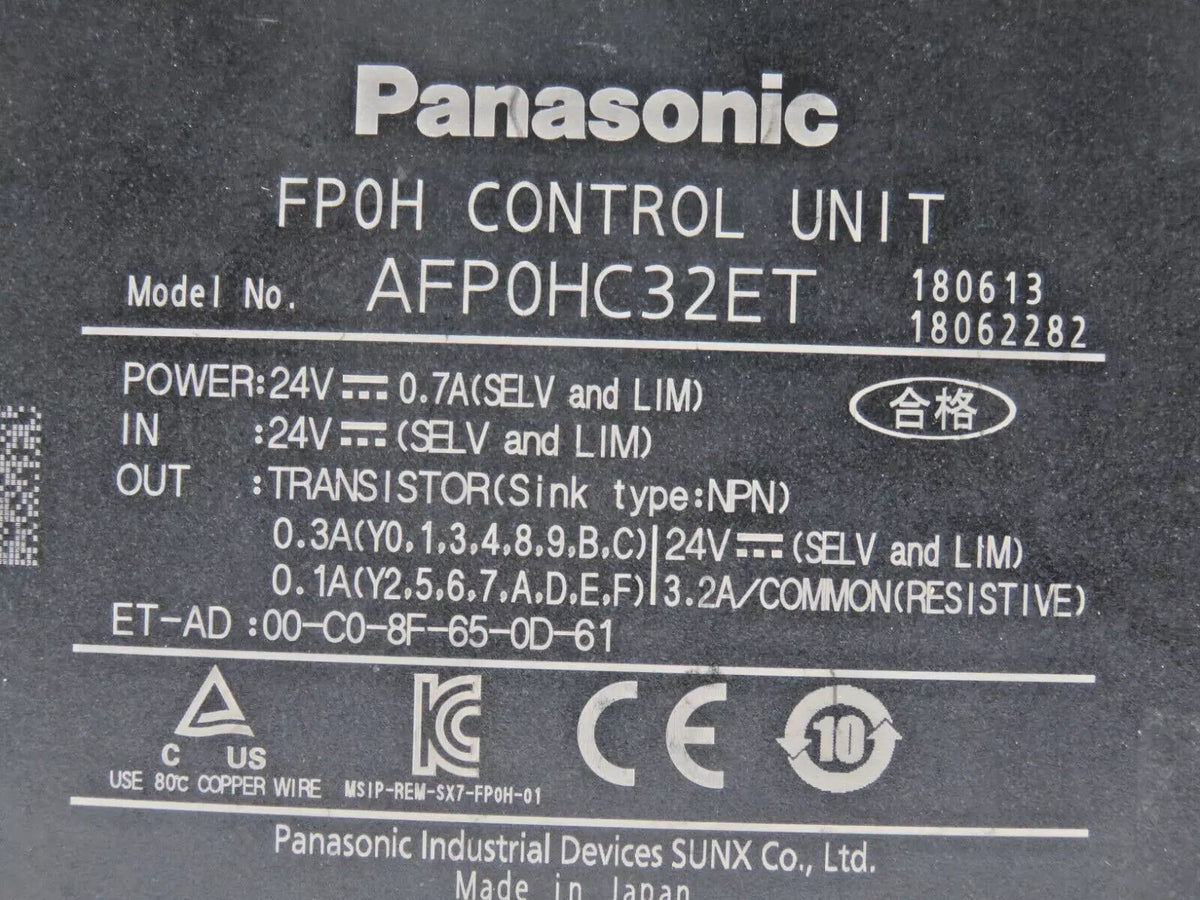 Panasonic
FP0H CONTROL UNIT
Model No. AFP0HC32ET 180613
18062282
POWER:24V 0.7A(SELV and LIM)
合格
IN :24V (SELV and LIM)
OUT :TRANSISTOR(Sink type:NPN)
0.3A(Y0,1,3,4,8,9,B,C) 24V (SELV and LIM)
0.1A(Y2,5,6,7,A,D,E,F) 3.2A/COMMON(RESISTIVE)
ET-AD :00-C0-8F-65-0D-61
C US
KC
CE
10
USE 80℃ COPPER WIRE MSIP-REM-SX7-FP0H-01
Panasonic Industrial Devices SUNX Co., Ltd.
Made in Japan